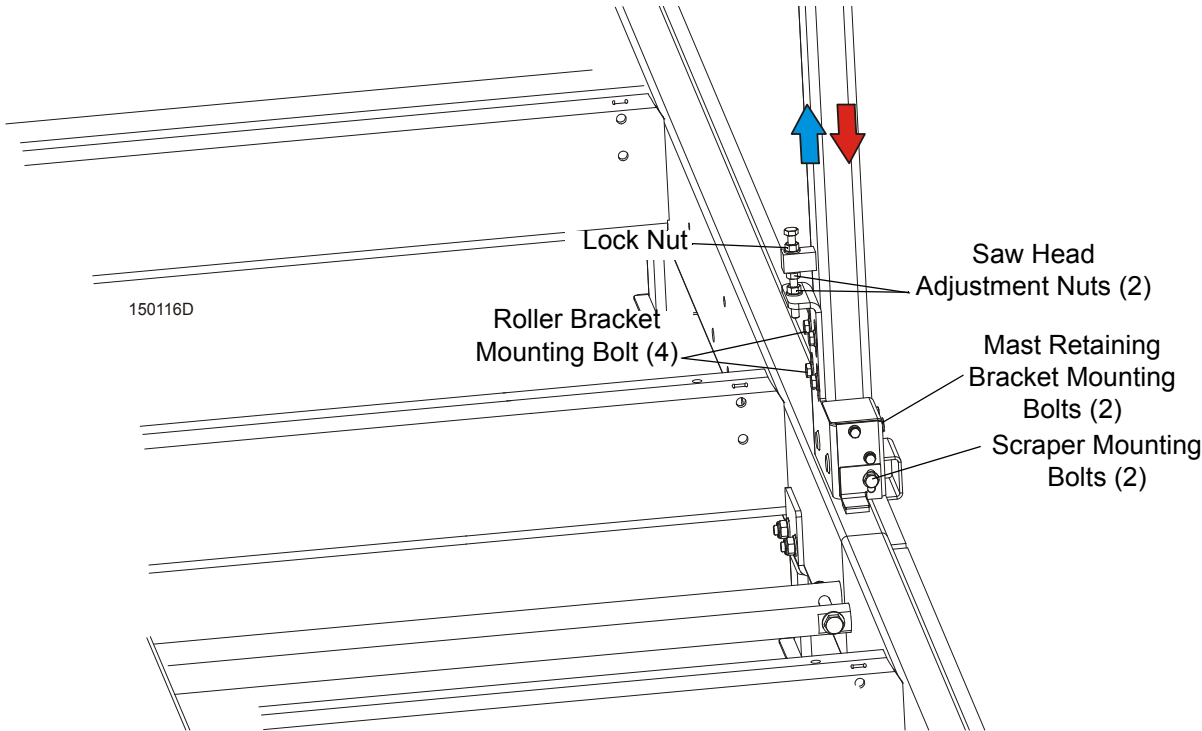 Lock Nut
Saw Head
Adjustment Nuts (2)
150116D
Roller Bracket
Mounting Bolt (4)
Mast Retaining
Bracket Mounting
Bolts (2)
Scraper Mounting
Bolts (2)